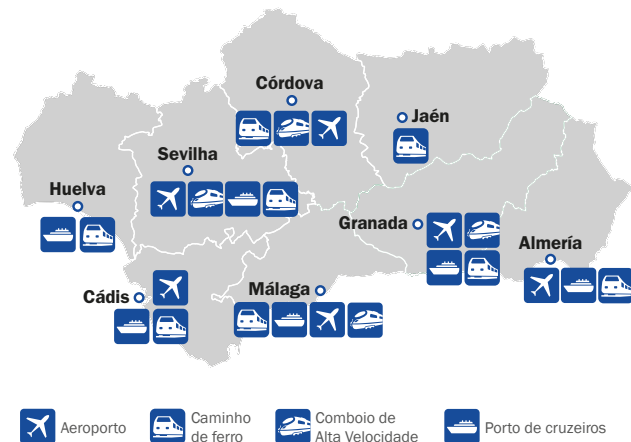 Córdova
Jaén
Sevilha
Huelva
Granada
Almería
Cádis
Málaga
Aeroporto
Caminho
de ferro
Comboio de
Alta Velocidade
Porto de cruzeiros